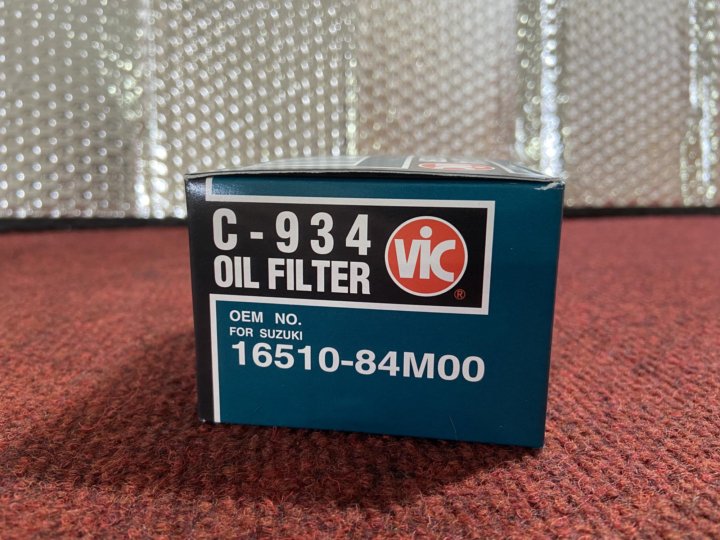 C-934
OIL FILTER
VIC
®
OEM NO.
FOR SUZUKI
16510-84M00